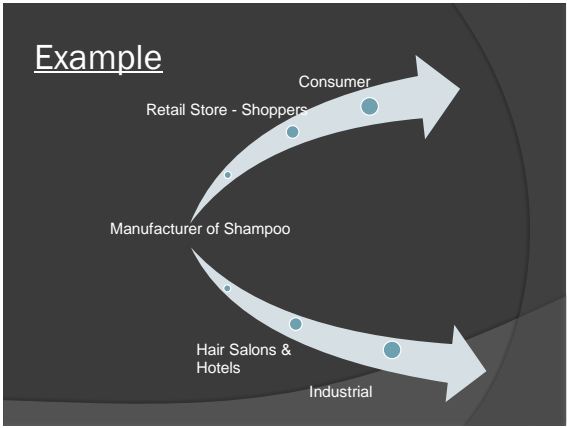 Example
Consumer
Retail Store - Shoppers
Manufacturer of Shampoo
Hair Salons &
Hotels
Industrial